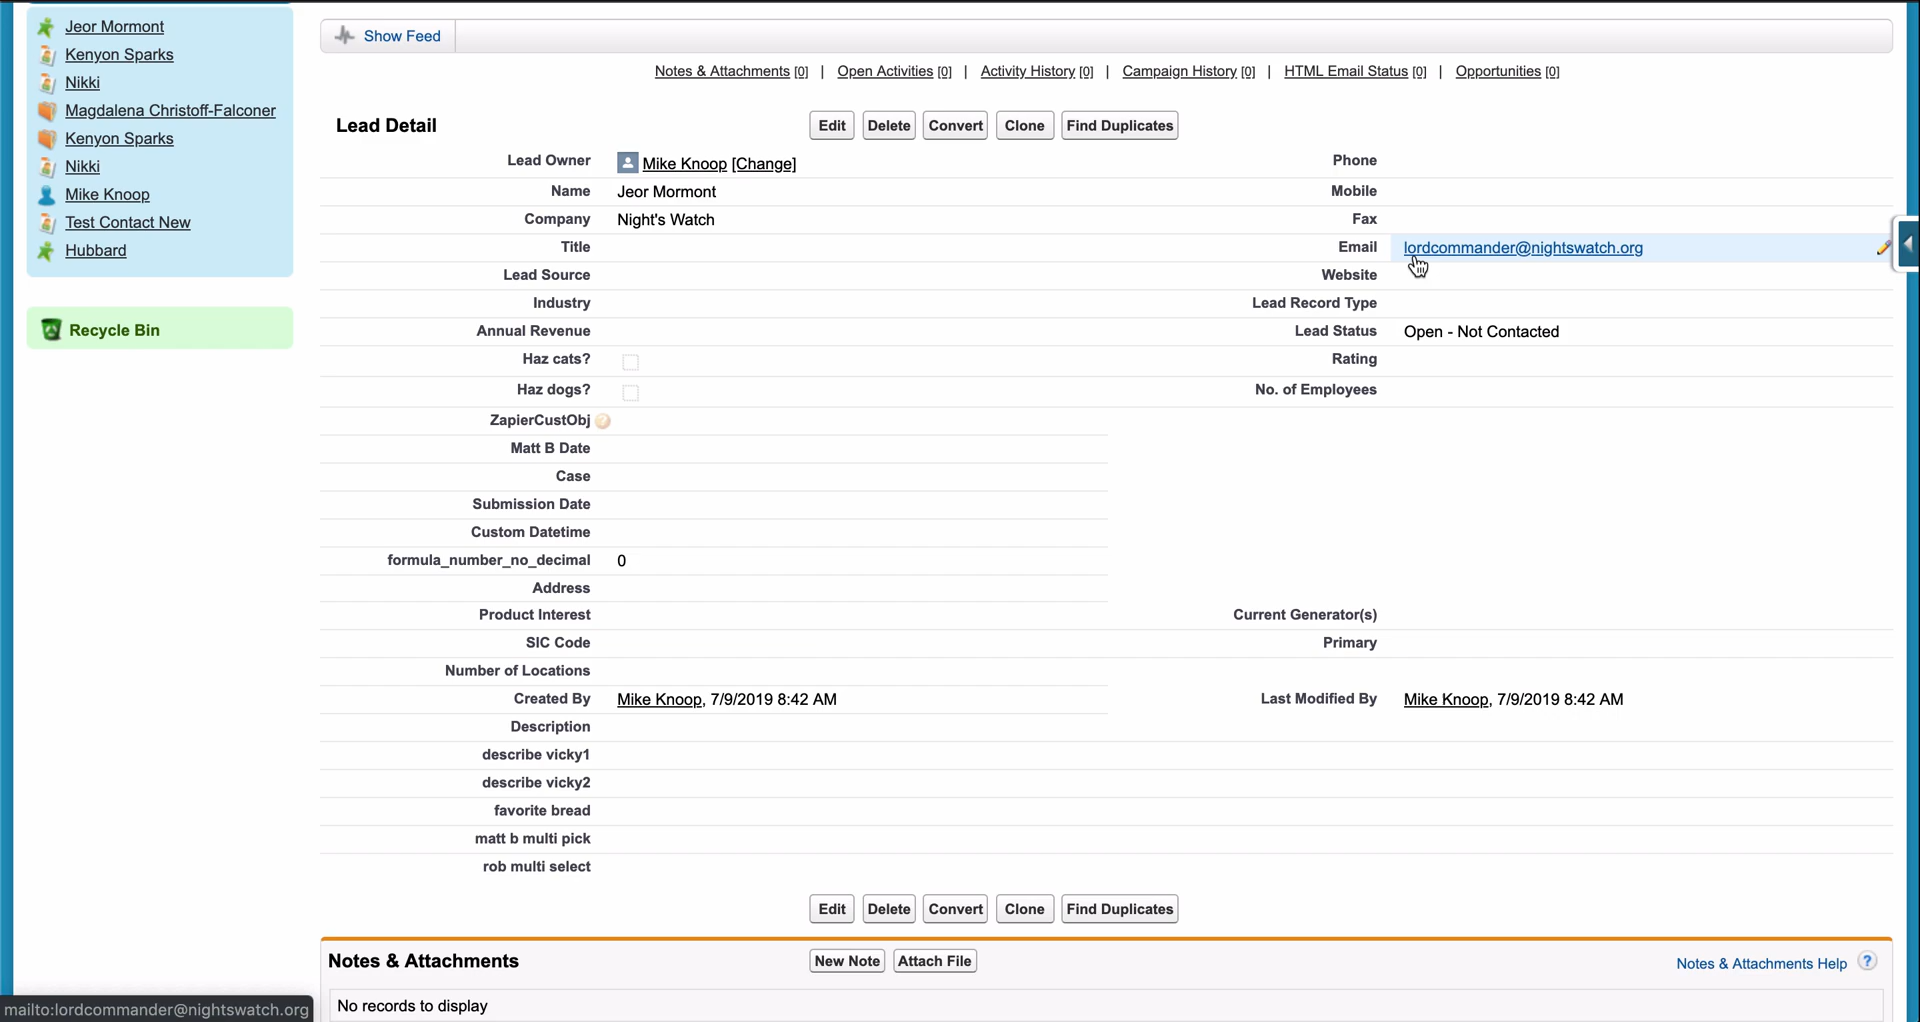 Jeor Mormont
Kenyon Sparks
Nikki
Magdalena Christoff-Falconer
Kenyon Sparks
Nikki
Mike Knoop
Test Contact New
Hubbard
Recycle Bin
Show Feed
Notes & Attachments [0] | Open Activities [0] | Activity History [0] | Campaign History [0] | HTML Email Status [0] | Opportunities [0]
Lead Detail Edit Delete Convert Clone Find Duplicates
Lead Owner Mike Knoop [Change] Phone
Name Jeor Mormont Mobile
Company Night's Watch Fax
Title Email lordcommander@nightswatch.org
Lead Source Website
Industry Lead Record Type
Annual Revenue Lead Status Open - Not Contacted
Haz cats? Rating
Haz dogs? No. of Employees
ZapierCustObj
Matt B Date
Case
Submission Date
Custom Datetime
formula_number_no_decimal 0
Address
Product Interest Current Generator(s)
SIC Code Primary
Number of Locations
Created By Mike Knoop, 7/9/2019 8:42 AM Last Modified By Mike Knoop, 7/9/2019 8:42 AM
Description
describe vicky1
describe vicky2
favorite bread
matt b multi pick
rob multi select
Edit Delete Convert Clone Find Duplicates
Notes & Attachments New Note Attach File Notes & Attachments Help ?
No records to display
mailto:lordcommander@nightswatch.org